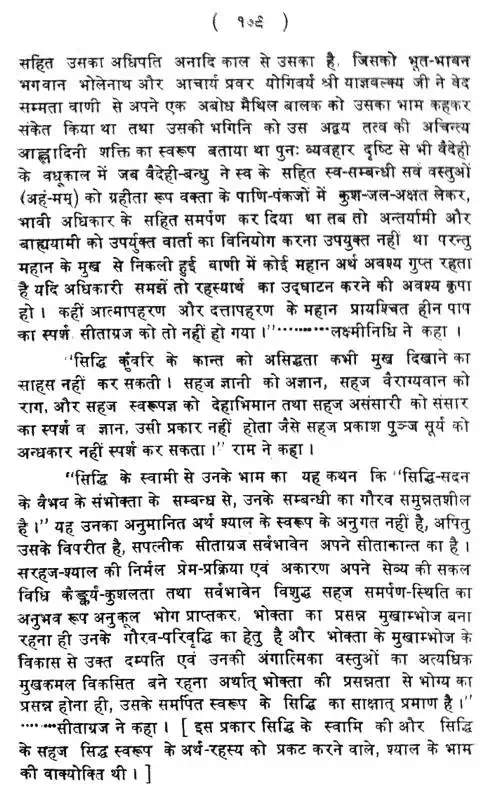 ( १७९ )
सहित उसका अधिपति अनादि काल से उसका है, जिसको भूत-भावन
भगवान भोलेनाथ और आचार्य प्रवर योगिवर्य श्री याज्ञवल्क्य जी ने वेद
सम्मता वाणी से अपने एक अबोध मैथिल बालक को उसका भाम कहकर
संकेत किया था तथा उसकी भगिनि को उस अद्वय तत्व की अचिन्त्य
आह्लादिनी शक्ति का स्वरूप बताया था पुनः व्यवहार दृष्टि से भी वैदेही
के वधूकाल में जब वैदेही-बन्धु ने स्व के सहित स्व-सम्बन्धी सर्व वस्तुओं
(अहं-मम्) को ग्रहीता रूप वक्ता के पाणि-पंकजों में कुश-जल-अक्षत लेकर,
भावी अधिकार के सहित समर्पण कर दिया था तब तो अन्तर्यामी और
बाह्ययामी को उपर्युक्त वार्ता का विनियोग करना उपयुक्त नहीं था परन्तु
महान के मुख से निकली हुई वाणी में कोई महान अर्थ अवश्य गुप्त रहता
है यदि अधिकारी समझें तो रहस्यार्थ का उद्घाटन करने की अवश्य कृपा
हो । कहीं आत्मापहरण और दत्तापहरण के महान प्रायश्चित हीन पाप
का स्पर्श सीताग्रज को तो नहीं हो गया ।"··········लक्ष्मीनिधि ने कहा ।
"सिद्धि कुँवरि के कान्त को असिद्धता कभी मुख दिखाने का
साहस नहीं कर सकती । सहज ज्ञानी को अज्ञान, सहज वैराग्यवान को
राग, और सहज स्वरूपज्ञ को देहाभिमान तथा सहज असंसारी को संसार
का स्पर्श व ज्ञान, उसी प्रकार नहीं होता जैसे सहज प्रकाश पुञ्ज सूर्य को
अन्धकार नहीं स्पर्श कर सकता ।" राम ने कहा ।
"सिद्धि के स्वामी से उनके भाम का यह कथन कि "सिद्धि-सदन
के वैभव के संभोक्ता के सम्बन्ध से, उनके सम्बन्धी का गौरव समुन्नतशील
है ।" यह उनका अनुमानित अर्थ श्याल के स्वरूप के अनुगत नहीं है, अपितु
उसके विपरीत है, सपत्नीक सीताग्रज सर्वभावेन अपने सीताकान्त का है ।
सरहज-श्याल की निर्मल प्रेम-प्रक्रिया एवं अकारण अपने सेव्य की सकल
विधि कैङ्कर्य-कुशलता तथा सर्वभावेन विशुद्ध सहज समर्पण-स्थिति का
अनुभव रूप अनुकूल भोग प्राप्तकर, भोक्ता का प्रसन्न मुखाम्भोज बना
रहना ही उनके गौरव-परिवृद्धि का हेतु है और भोक्ता के मुखाम्भोज के
विकास से उक्त दम्पति एवं उनकी अंगात्मिका वस्तुओं का अत्यधिक
मुखकमल विकसित बने रहना अर्थात् भोक्ता की प्रसन्नता से भोग्य का
प्रसन्न होना ही, उसके समर्पित स्वरूप के सिद्धि का साक्षात् प्रमाण है ।"
·······सीताग्रज ने कहा । [ इस प्रकार सिद्धि के स्वामि की और सिद्धि
के सहज सिद्ध स्वरूप के अर्थ-रहस्य को प्रकट करने वाले, श्याल के भाम
की वाक्योक्ति थी । ]